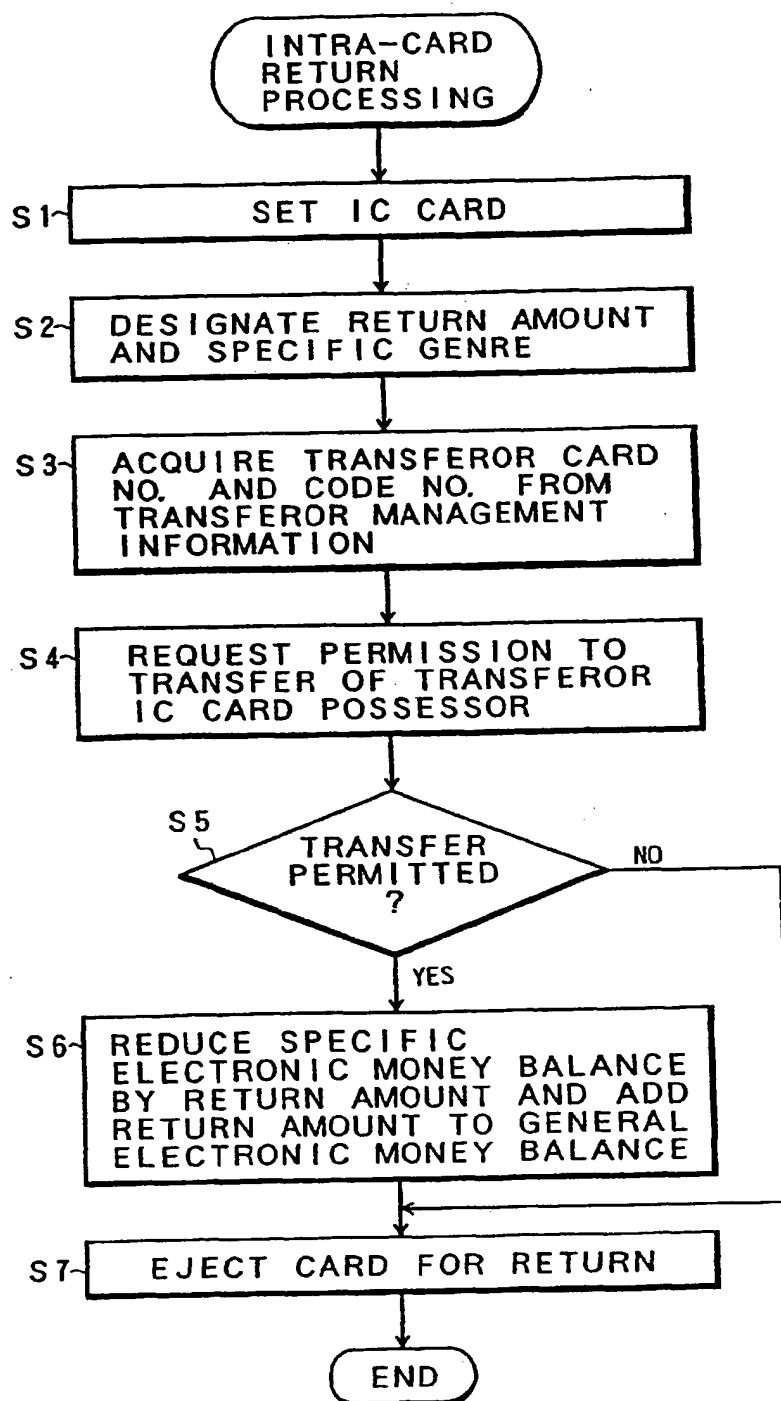 INTRA-CARD
RETURN
PROCESSING
S1
SET IC CARD
S2
DESIGNATE RETURN AMOUNT
AND SPECIFIC GENRE
S3
ACQUIRE TRANSFEROR CARD
NO. AND CODE NO. FROM
TRANSFEROR MANAGEMENT
INFORMATION
S4
REQUEST PERMISSION TO
TRANSFER OF TRANSFEROR
IC CARD POSSESSOR
S5
TRANSFER
PERMITTED
?
NO
YES
S6
REDUCE SPECIFIC
ELECTRONIC MONEY BALANCE
BY RETURN AMOUNT AND ADD
RETURN AMOUNT TO GENERAL
ELECTRONIC MONEY BALANCE
S7
EJECT CARD FOR RETURN
END